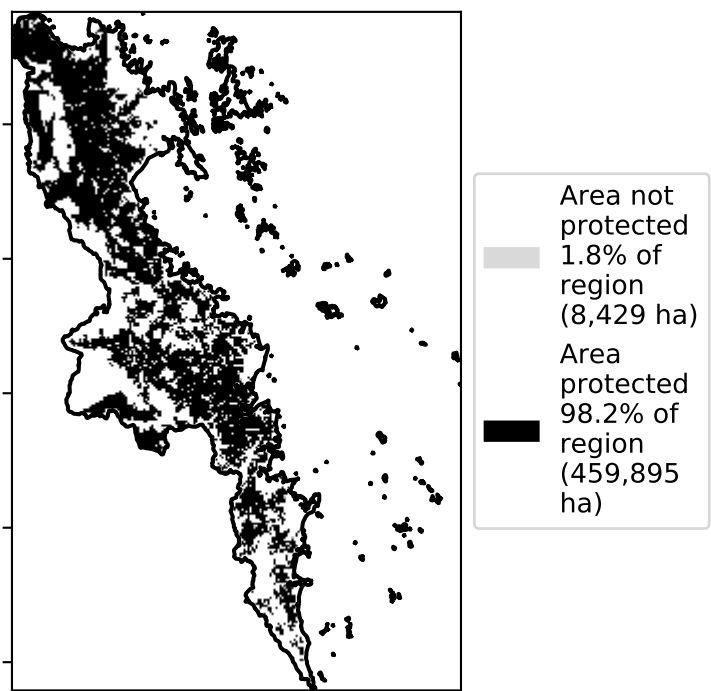 Area not
protected
1.8% of
region
(8,429 ha)
Area
protected
98.2% of
region
(459,895
ha)